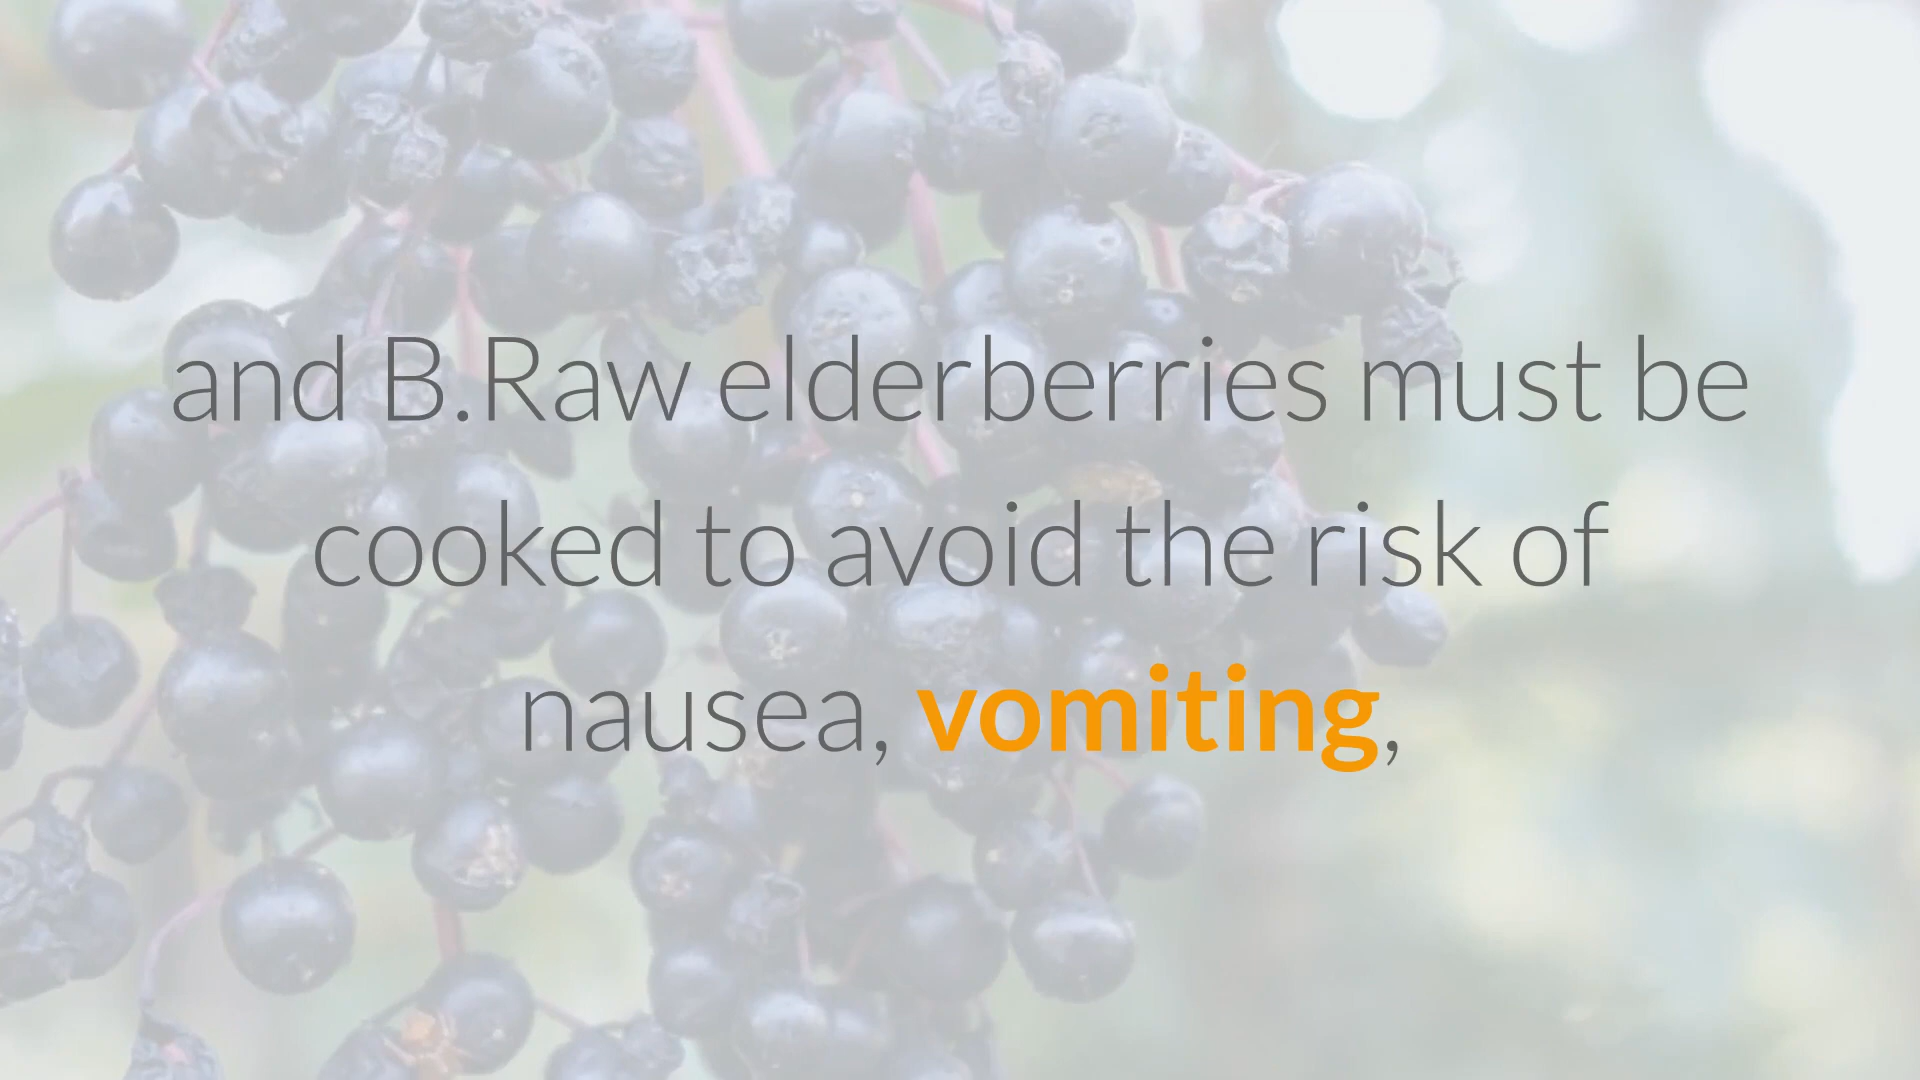 and B.Raw elderberries must be
cooked to avoid the risk of
nausea, vomiting,